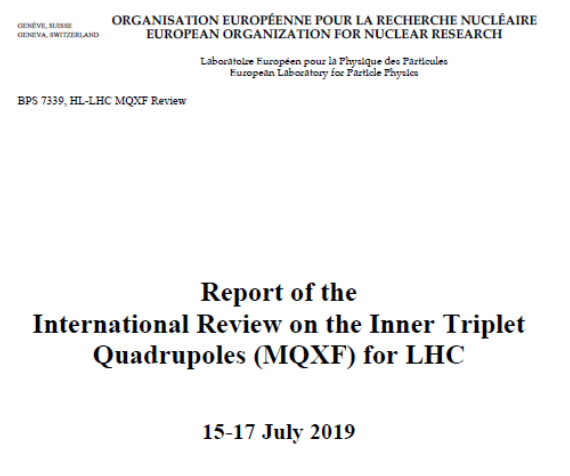 GENÈVE, SUISSE
GENEVA, SWITZERLAND
ORGANISATION EUROPÉENNE POUR LA RECHERCHE NUCLÉAIRE
EUROPEAN ORGANIZATION FOR NUCLEAR RESEARCH
Laboratoire Européen pour la Physique des Particules
European Laboratory for Particle Physics
BPS 7339, HL-LHC MQXF Review
Report of the
International Review on the Inner Triplet
Quadrupoles (MQXF) for LHC
15-17 July 2019